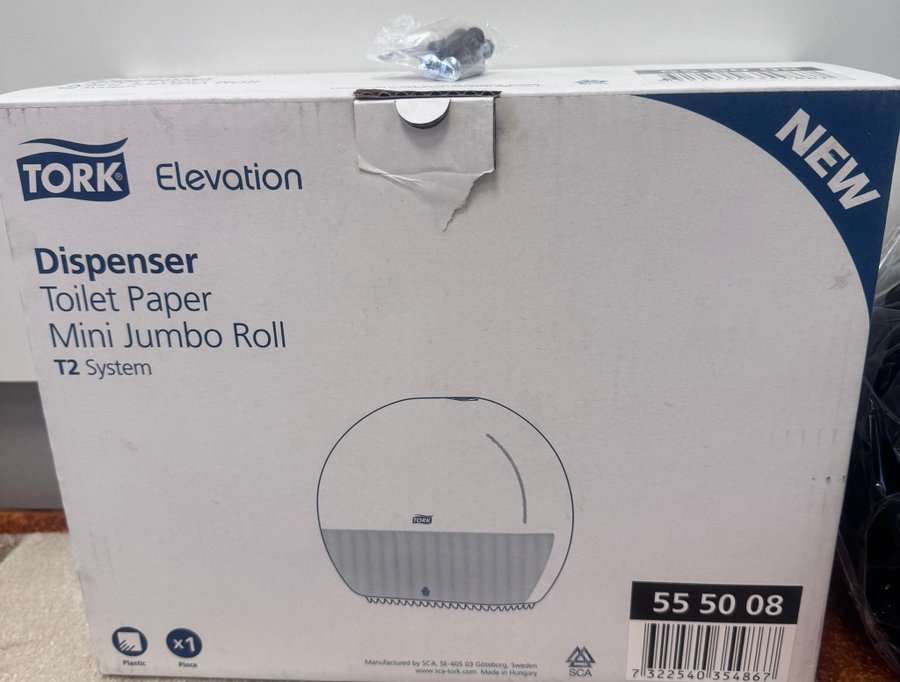 TORK
Elevation
NEW
Dispenser
Toilet Paper
Mini Jumbo Roll
T2 System
TORK
55 50 08
7 322540 354867
Plastic
x1
Piece
Manufactured by SCA, SE-405 03 Göteborg, Sweden
www.sca-tork.com Made in Hungary
SCA